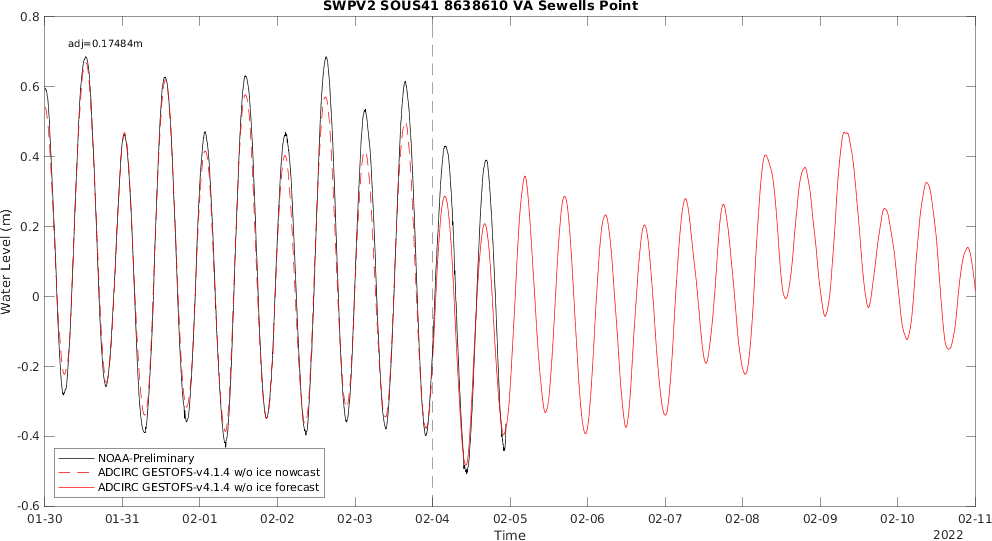 SWPV2 SOUS41 8638610 VA Sewells Point
adj=0.17484m
0.8
0.6
0.4
0.2
0
-0.2
-0.4
-0.6
Water Level (m)
NOAA-Preliminary
ADCIRC GESTOFS-v4.1.4 w/o ice nowcast
ADCIRC GESTOFS-v4.1.4 w/o ice forecast
01-30 01-31 02-01 02-02 02-03 02-04 02-05 02-06 02-07 02-08 02-09 02-10 02-11
Time
2022